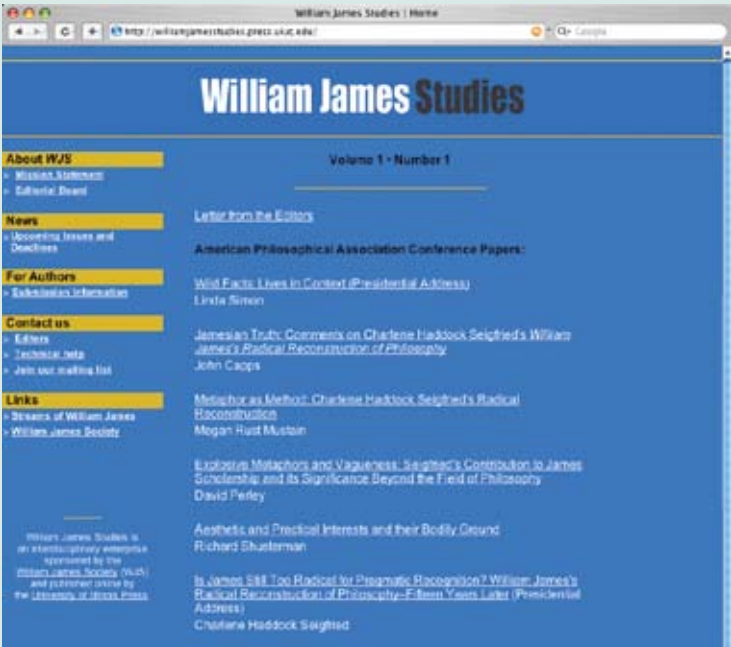 William James Studies | Home
http://williamjamesstudies.press.uiuc.edu/
Google
William James Studies
About WJS
» Mission Statement
» Editorial Board
News
» Upcoming Issues and
Deadlines
For Authors
» Submission Information
Contact us
» Editors
» Technical help
» Join our mailing list
Links
» Streams of William James
» William James Society
William James Studies is
an interdisciplinary enterprise
sponsored by the
William James Society (WJS)
and published online by
the University of Illinois Press
Volume 1 • Number 1
Letter from the Editors
American Philosophical Association Conference Papers:
Wild Facts: Lives in Context (Presidential Address)
Linda Simon
Jamesian Truth: Comments on Charlene Haddock Seigfried's William
James's Radical Reconstruction of Philosophy
John Capps
Metaphor as Method: Charlene Haddock Seigfried's Radical
Reconstruction
Megan Rust Mustain
Explosive Metaphors and Vagueness: Seigfried's Contribution to James
Scholarship and its Significance Beyond the Field of Philosophy
David Perley
Aesthetic and Practical Interests and their Bodily Ground
Richard Shusterman
Is James Still Too Radical for Pragmatic Recognition? William James's
Radical Reconstruction of Philosophy–Fifteen Years Later (Presidential
Address)
Charlene Haddock Seigfried